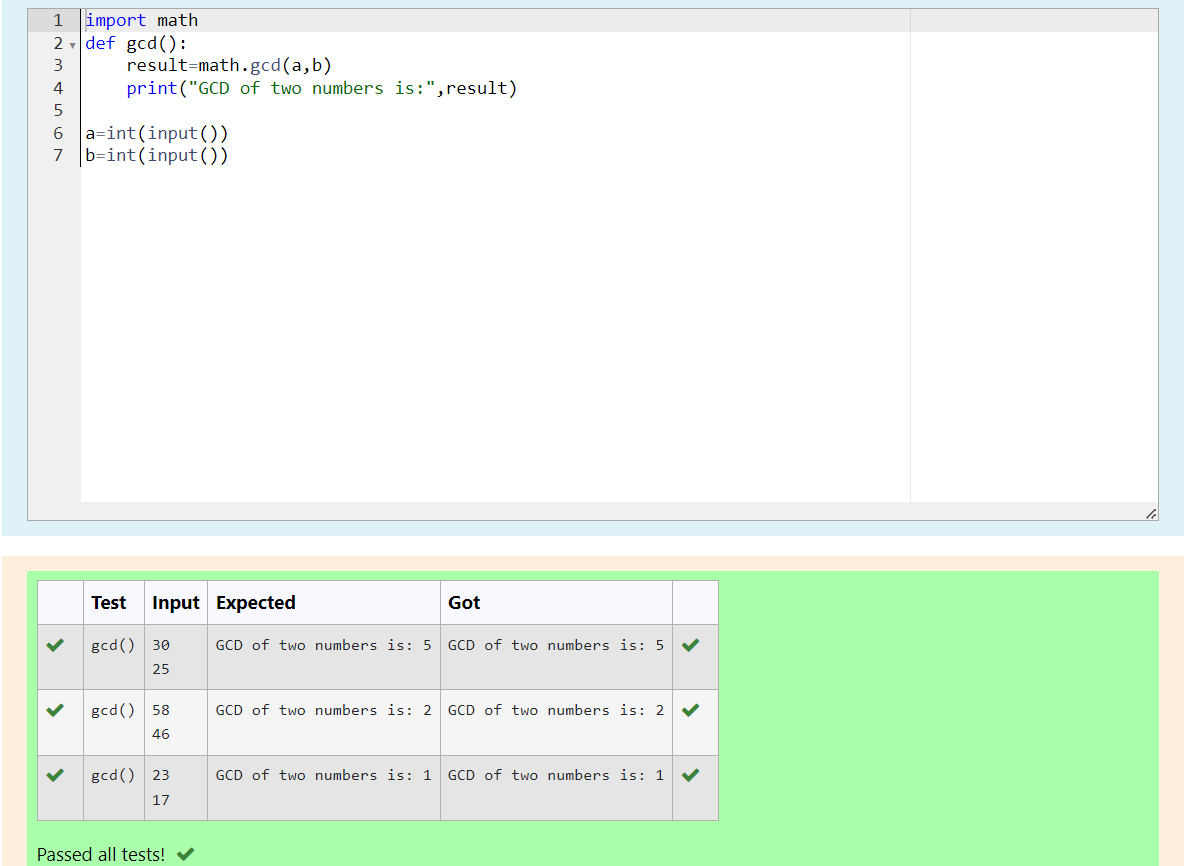 1 import math
2 def gcd():
3     result=math.gcd(a,b)
4     print("GCD of two numbers is:",result)
5
6 a=int(input())
7 b=int(input())
Test Input Expected Got
gcd() 30 GCD of two numbers is: 5 GCD of two numbers is: 5
25
gcd() 58 GCD of two numbers is: 2 GCD of two numbers is: 2
46
gcd() 23 GCD of two numbers is: 1 GCD of two numbers is: 1
17
Passed all tests!